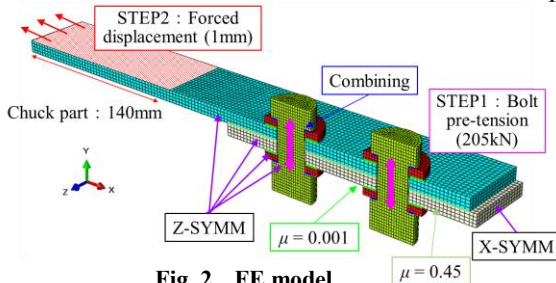 STEP2 : Forced
displacement (1mm)
Combining
STEP1 : Bolt
pre-tension
(205kN)
Chuck part : 140mm
Y
Z
X
Z-SYMM
μ = 0.001
X-SYMM
μ = 0.45
Fig. 2 FE model